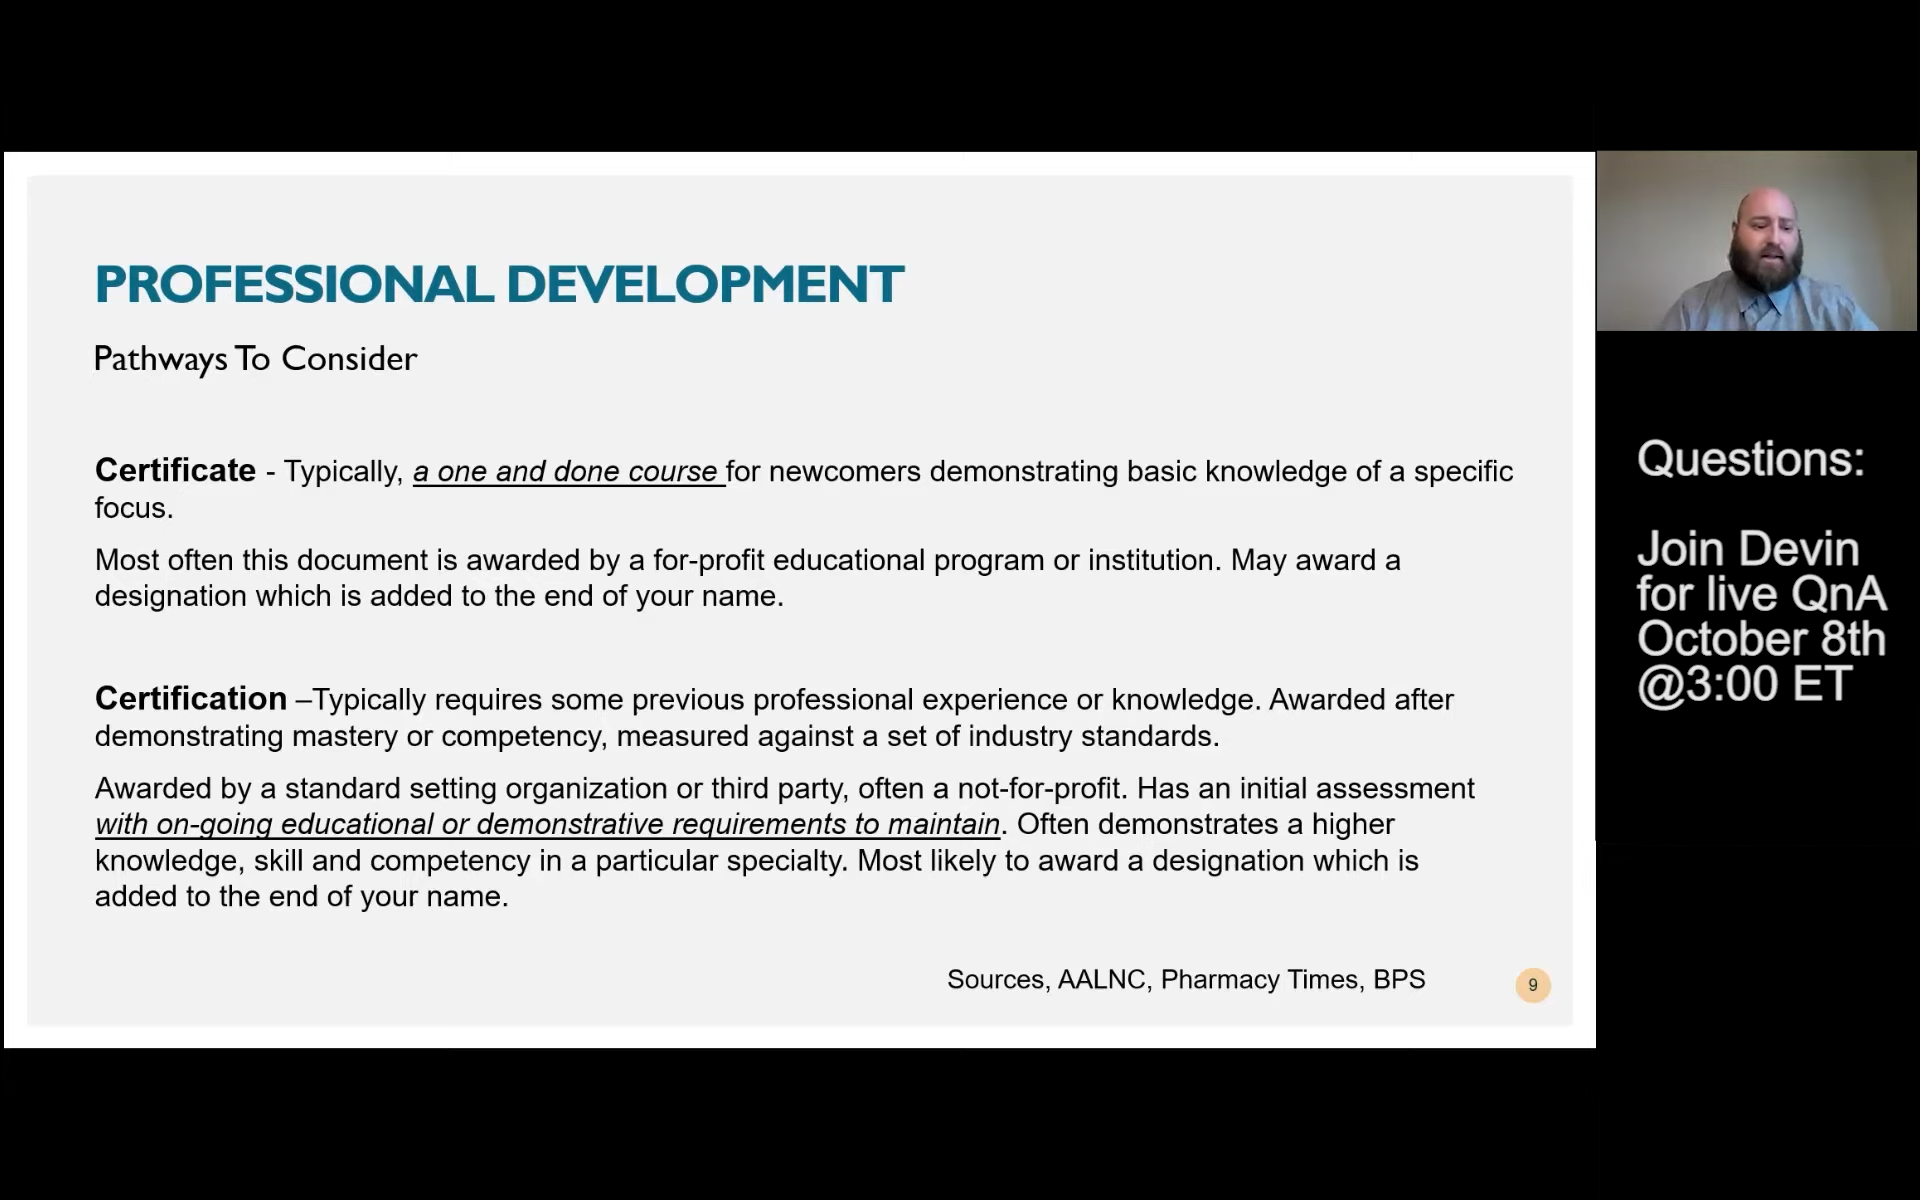 PROFESSIONAL DEVELOPMENT
Pathways To Consider
Certificate - Typically, a one and done course for newcomers demonstrating basic knowledge of a specific
focus.
Most often this document is awarded by a for-profit educational program or institution. May award a
designation which is added to the end of your name.
Certification –Typically requires some previous professional experience or knowledge. Awarded after
demonstrating mastery or competency, measured against a set of industry standards.
Awarded by a standard setting organization or third party, often a not-for-profit. Has an initial assessment
with on-going educational or demonstrative requirements to maintain. Often demonstrates a higher
knowledge, skill and competency in a particular specialty. Most likely to award a designation which is
added to the end of your name.
Sources, AALNC, Pharmacy Times, BPS
9
Questions:
Join Devin
for live QnA
October 8th
@3:00 ET